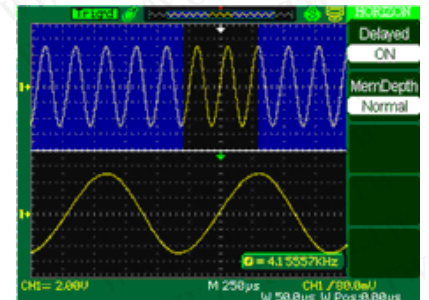 Trig'd HORIZON
Delayed
ON
MemDepth
Normal
= 4.15557kHz
CH1= 2.00V M 250µs CH1 /80.0mV
W 50.0µs W Pos:0.00µs